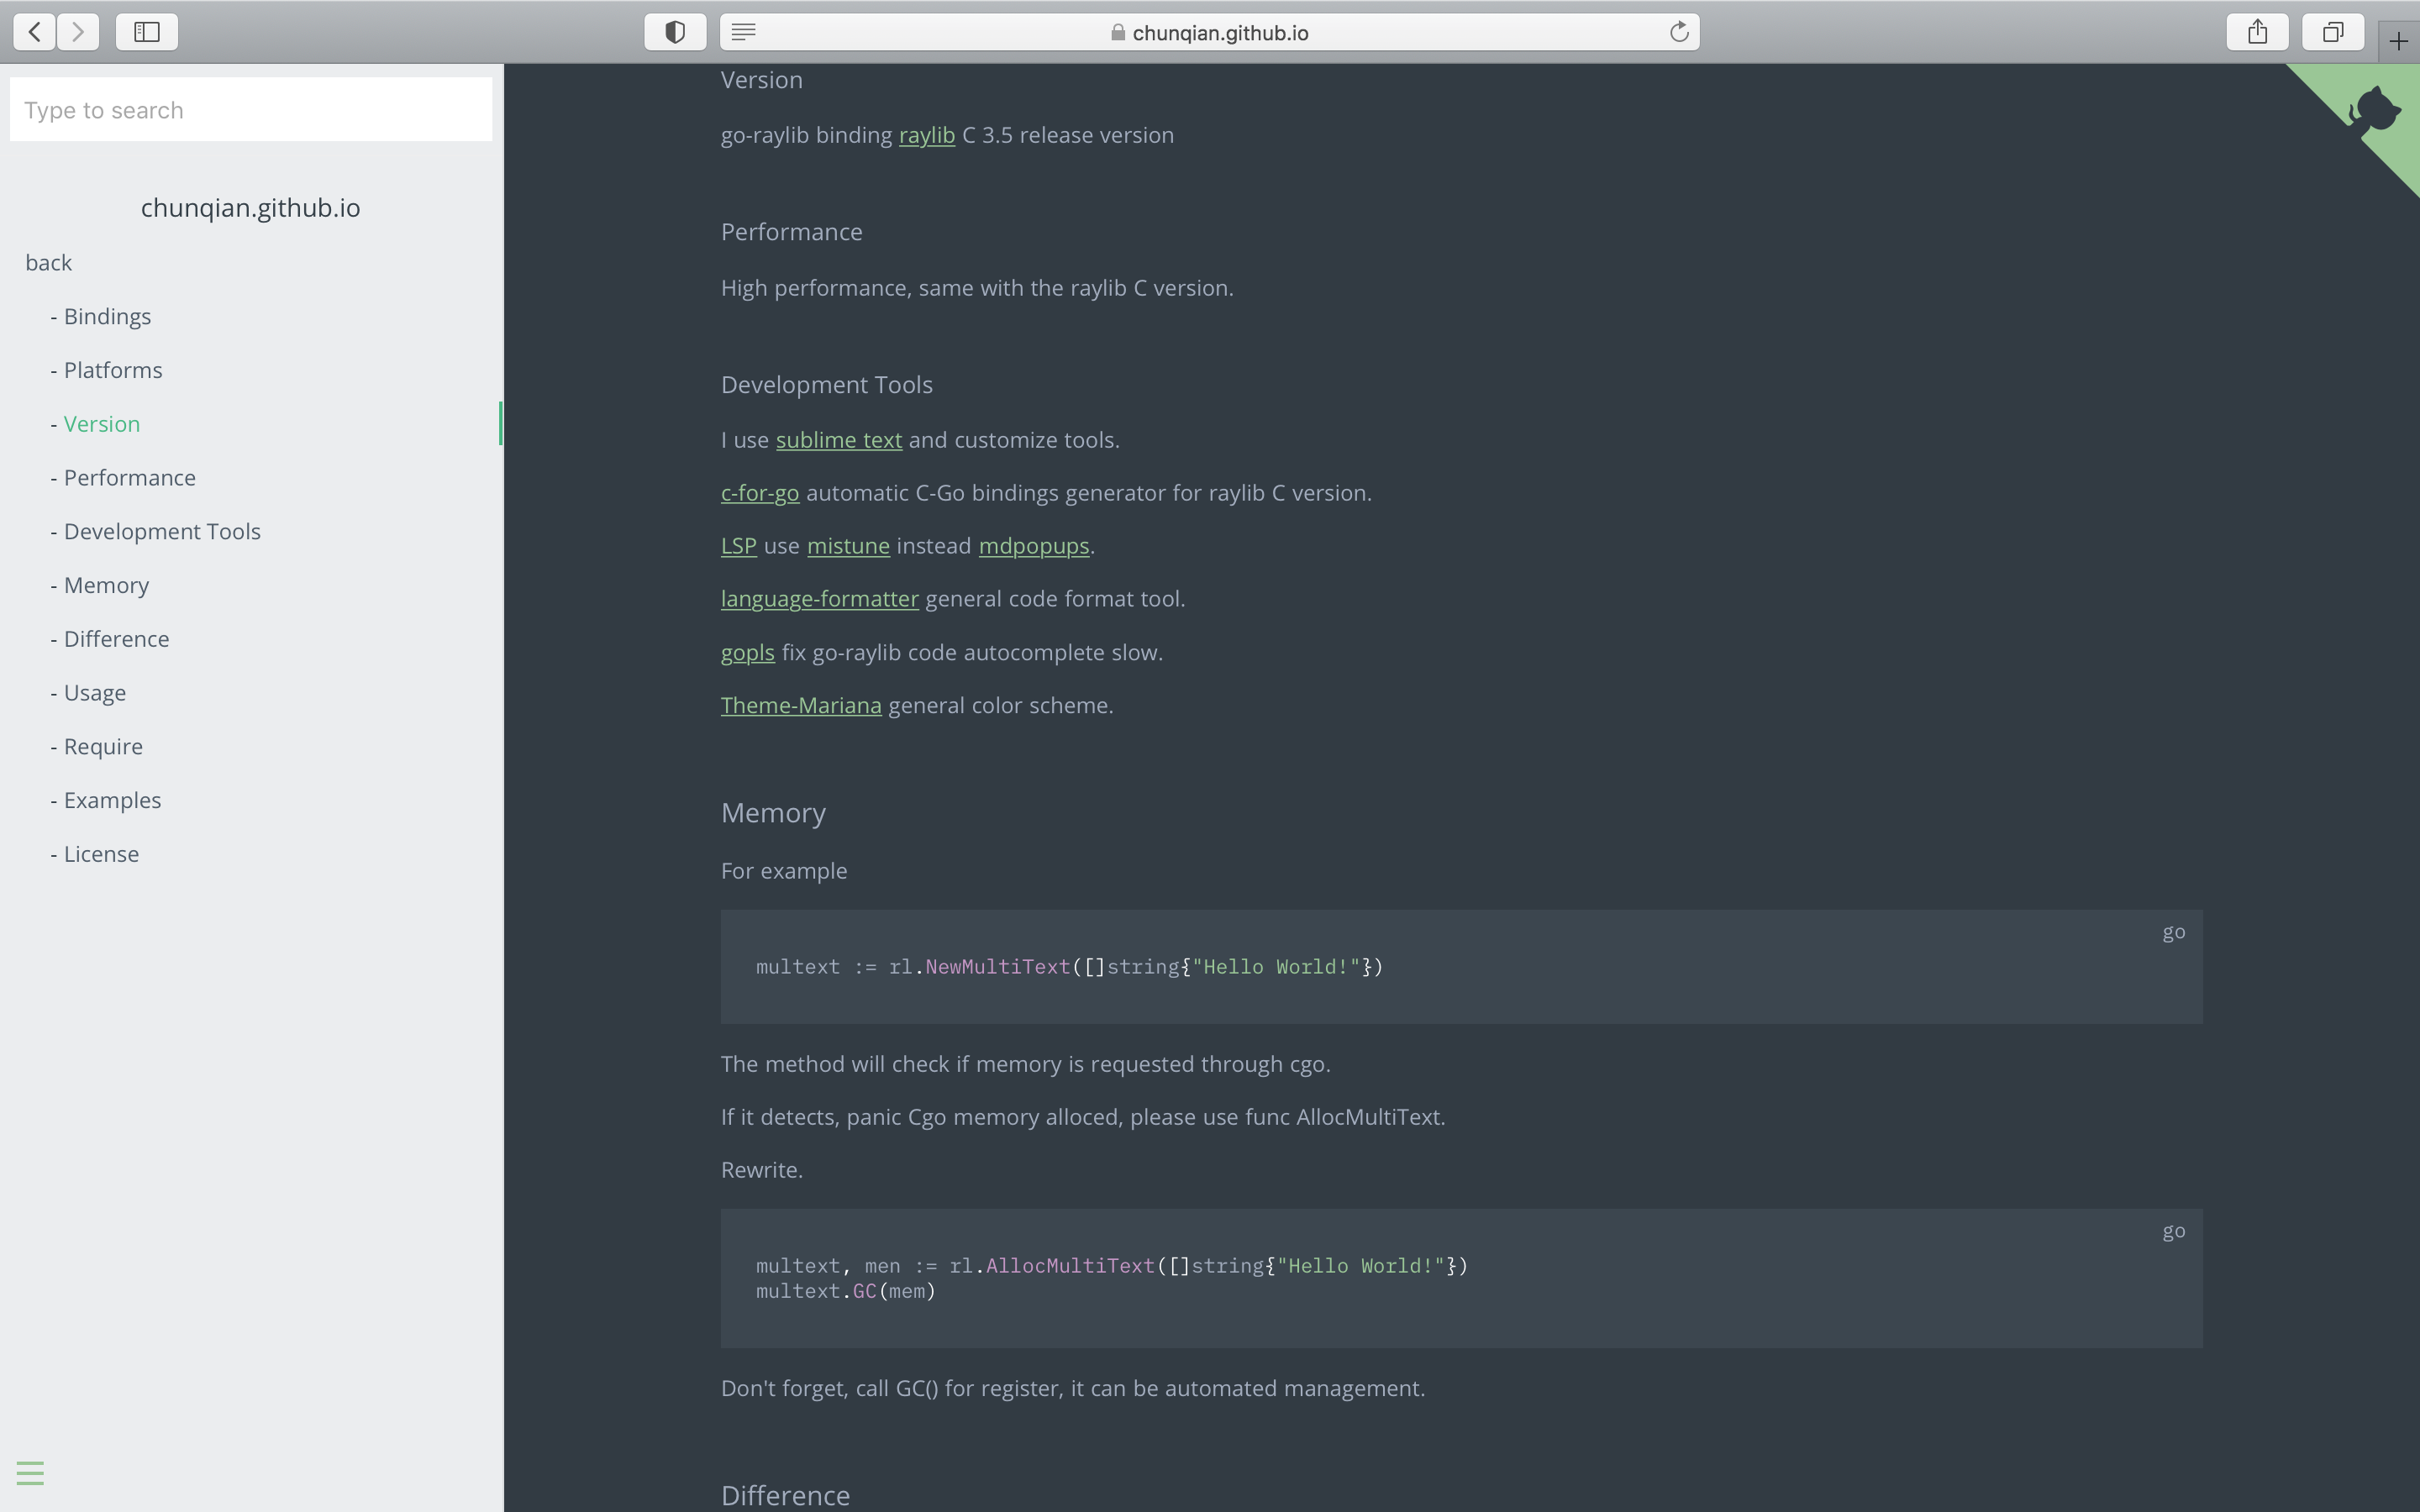 chunqian.github.io
Type to search
chunqian.github.io
back
- Bindings
- Platforms
- Version
- Performance
- Development Tools
- Memory
- Difference
- Usage
- Require
- Examples
- License
Version
go-raylib binding raylib C 3.5 release version
Performance
High performance, same with the raylib C version.
Development Tools
I use sublime text and customize tools.
c-for-go automatic C-Go bindings generator for raylib C version.
LSP use mistune instead mdpopups.
language-formatter general code format tool.
gopls fix go-raylib code autocomplete slow.
Theme-Mariana general color scheme.
Memory
For example
go
multext := rl.NewMultiText([]string{"Hello World!"})
The method will check if memory is requested through cgo.
If it detects, panic Cgo memory alloced, please use func AllocMultiText.
Rewrite.
go
multext, men := rl.AllocMultiText([]string{"Hello World!"})
multext.GC(mem)
Don't forget, call GC() for register, it can be automated management.
Difference